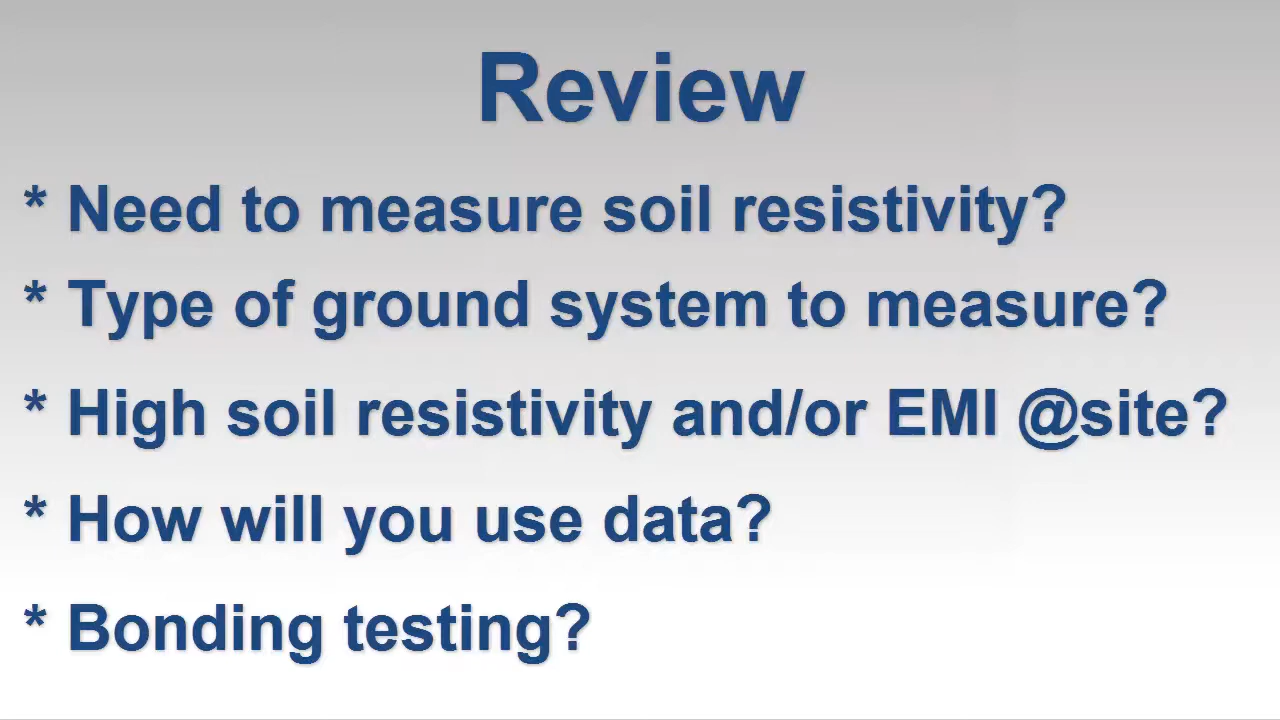 Review
* Need to measure soil resistivity?
* Type of ground system to measure?
* High soil resistivity and/or EMI @site?
* How will you use data?
* Bonding testing?